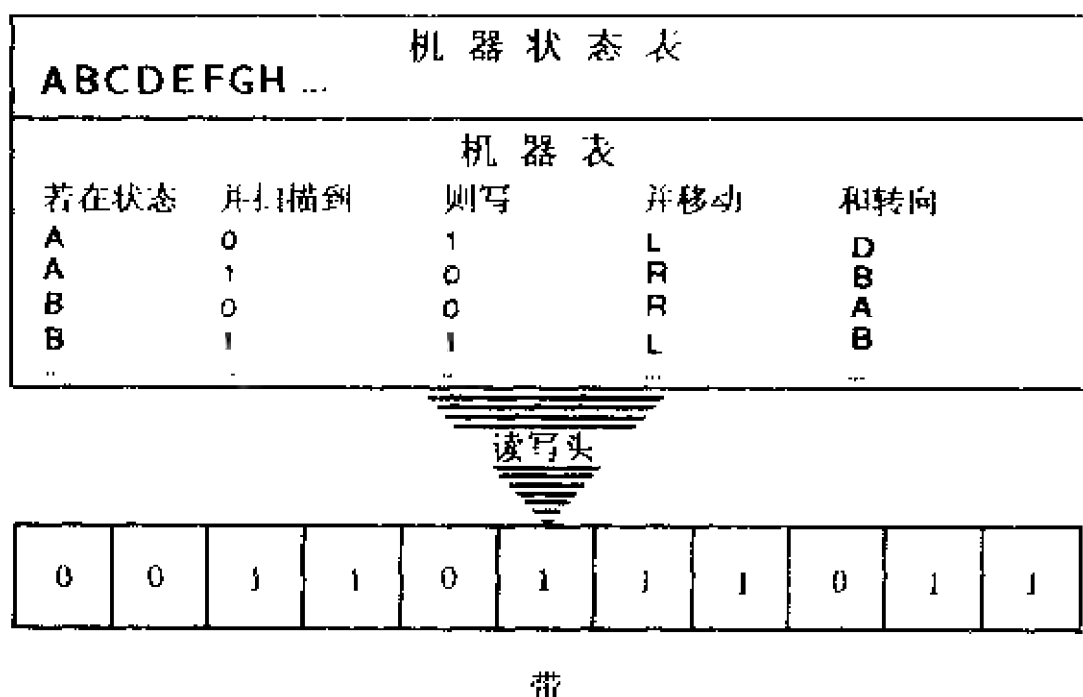 机器状态表
ABCDEFGH ...
机器表
若在状态 并扫描到 则写 并移动 和转向
A 0 1 L D
A 1 0 R B
B 0 0 R A
B 1 1 L B
... ... ... ... ...
读写头
0 0 1 1 0 1 1 1 0 1 1
带